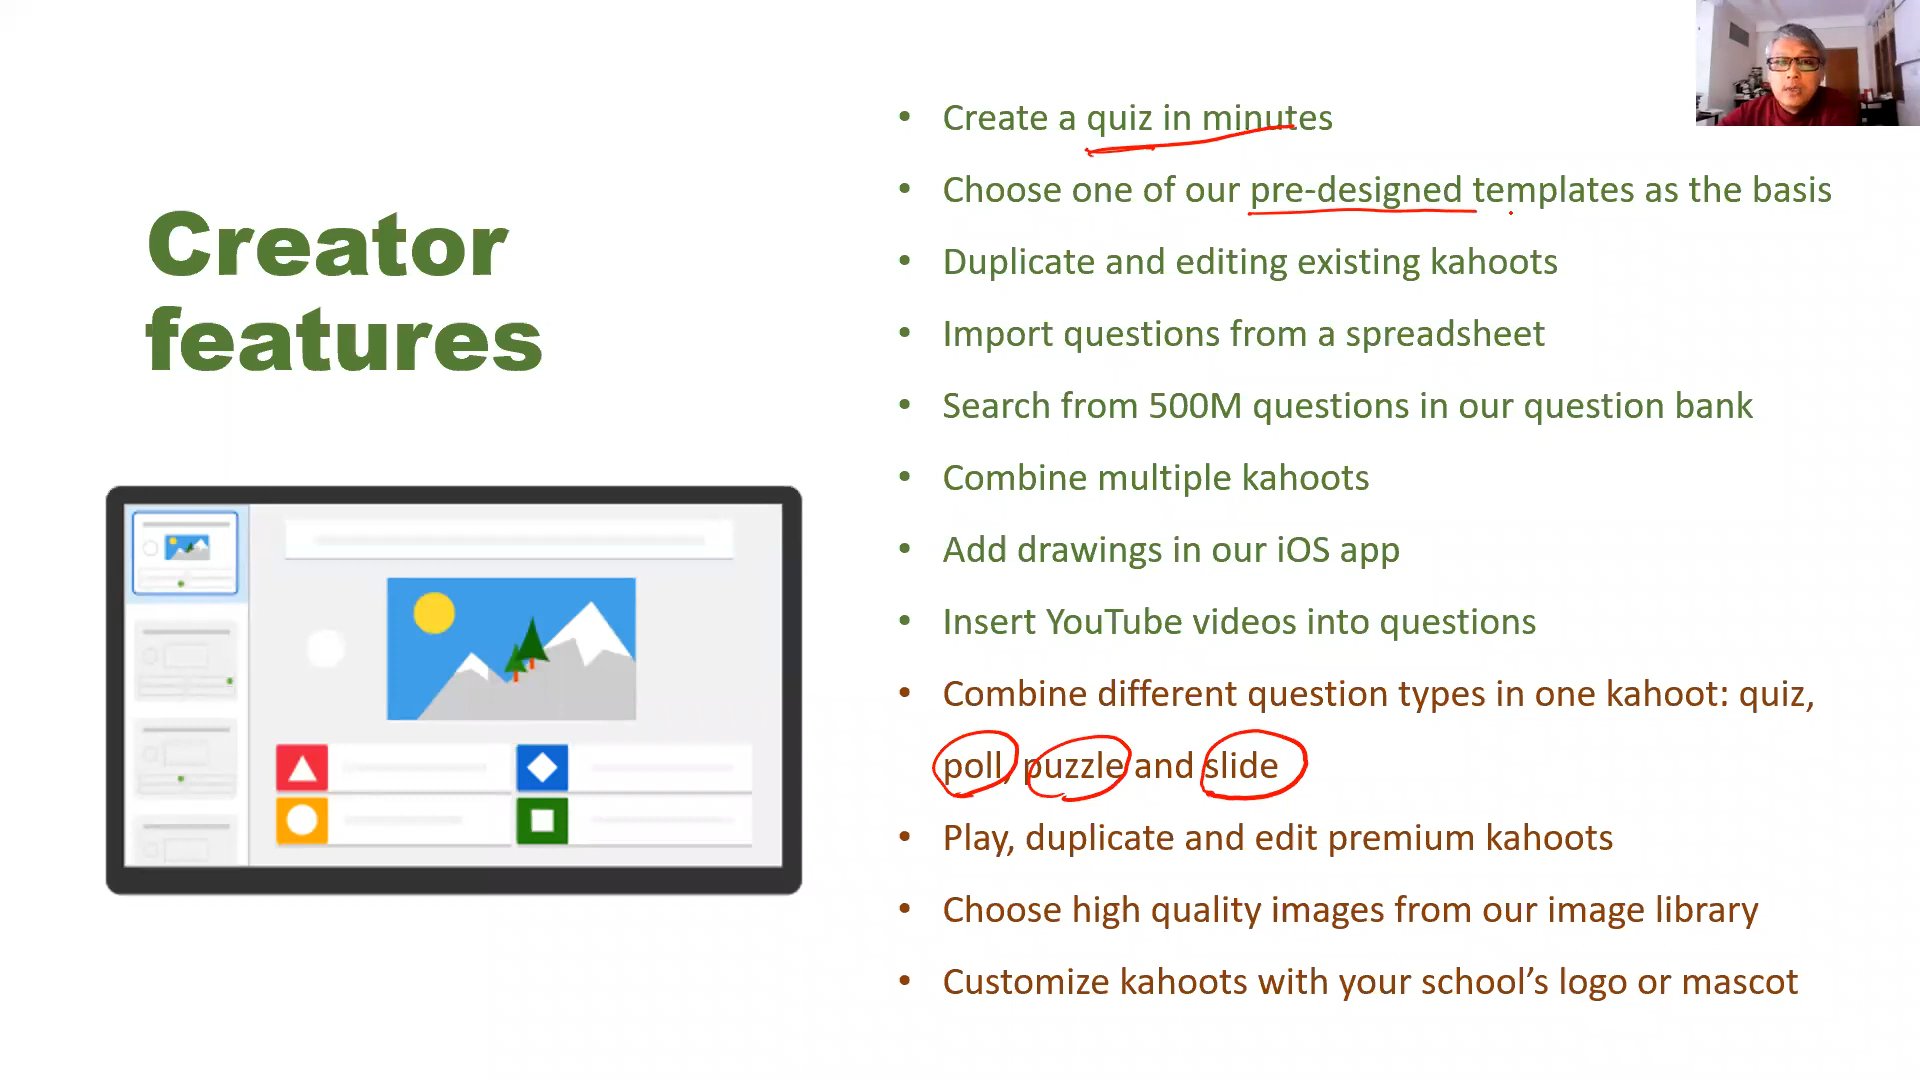 Creator
features
• Create a quiz in minutes
• Choose one of our pre-designed templates as the basis
• Duplicate and editing existing kahoots
• Import questions from a spreadsheet
• Search from 500M questions in our question bank
• Combine multiple kahoots
• Add drawings in our iOS app
• Insert YouTube videos into questions
• Combine different question types in one kahoot: quiz,
poll, puzzle and slide
• Play, duplicate and edit premium kahoots
• Choose high quality images from our image library
• Customize kahoots with your school’s logo or mascot